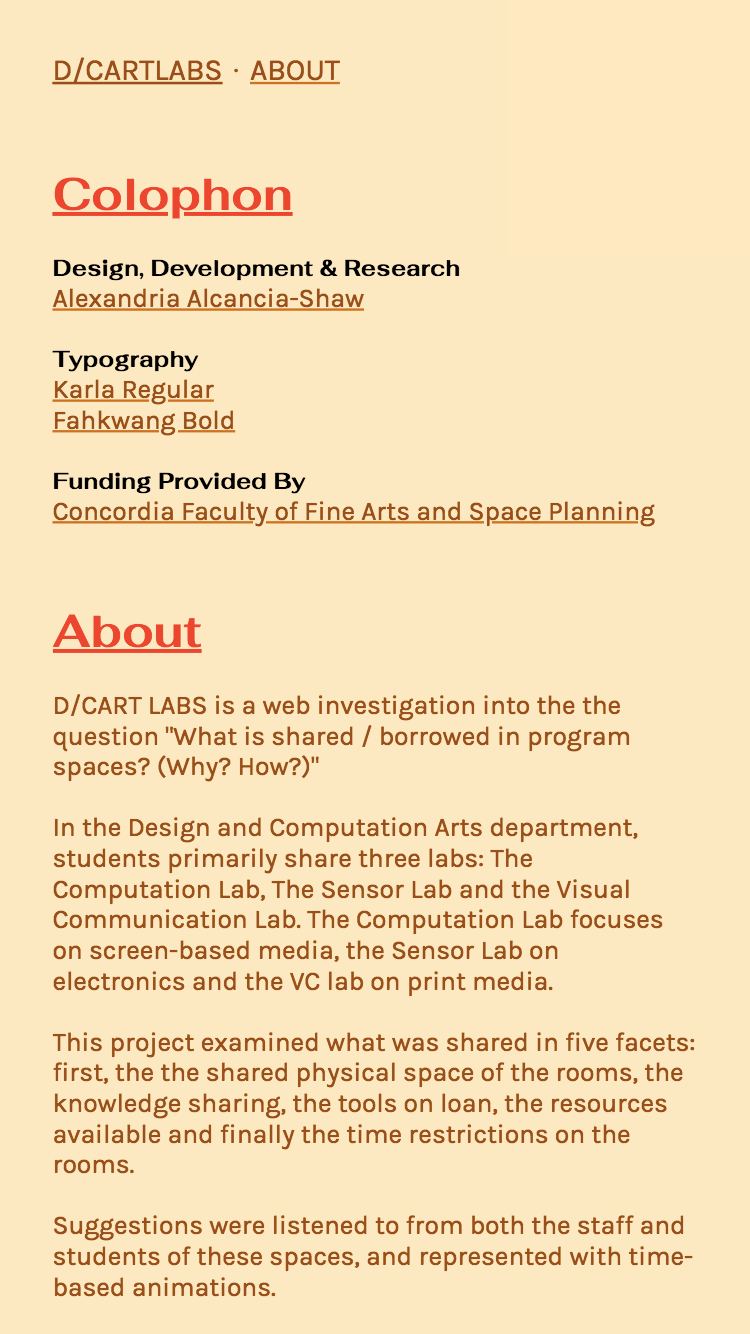 D/CARTLABS · ABOUT
Colophon
Design, Development & Research
Alexandria Alcancia-Shaw
Typography
Karla Regular
Fahkwang Bold
Funding Provided By
Concordia Faculty of Fine Arts and Space Planning
About
D/CART LABS is a web investigation into the the
question "What is shared / borrowed in program
spaces? (Why? How?)"
In the Design and Computation Arts department,
students primarily share three labs: The
Computation Lab, The Sensor Lab and the Visual
Communication Lab. The Computation Lab focuses
on screen-based media, the Sensor Lab on
electronics and the VC lab on print media.
This project examined what was shared in five facets:
first, the the shared physical space of the rooms, the
knowledge sharing, the tools on loan, the resources
available and finally the time restrictions on the
rooms.
Suggestions were listened to from both the staff and
students of these spaces, and represented with time-
based animations.